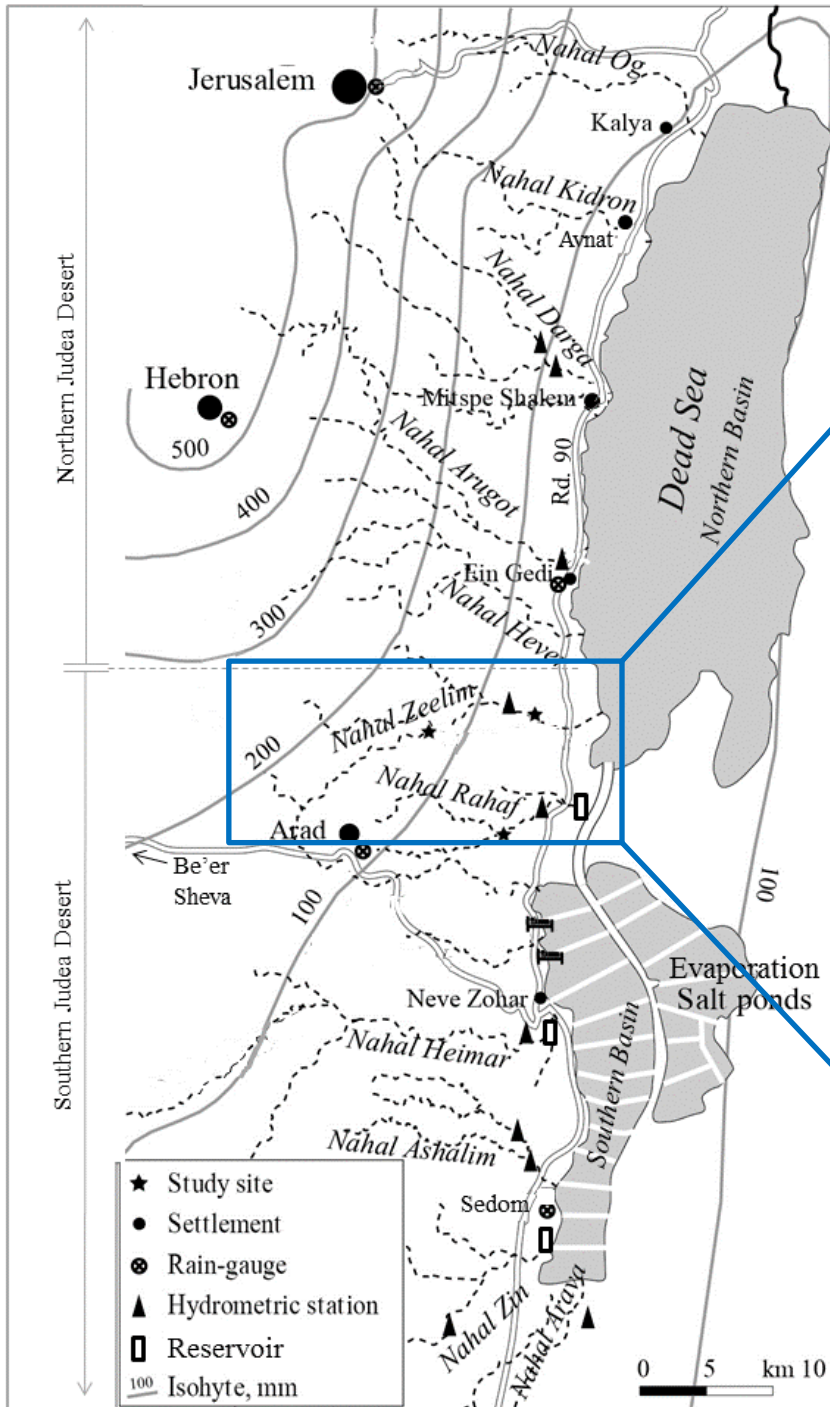 Nahal Og
Jerusalem
Kalya
Nahal Kidron
Avnat
Northern Judea Desert
Nahal Darga
Hebron
Mitspe Shalem
500
Dead Sea
Northern Basin
Nahal Arugot
Rd. 90
400
Ein Gedi
300
Nahal Hever
Nahal Zeelim
200
Nahal Rahaf
Arad
Be'er
Sheva
100
100
Southern Judea Desert
Evaporation
Salt ponds
Neve Zohar
Nahal Heimar
Southern Basin
Nahal Ashalim
Sedom
Nahal Zin
Nahal Arava
Study site
Settlement
Rain-gauge
Hydrometric station
Reservoir
100 Isohyte, mm
0 5 km 10